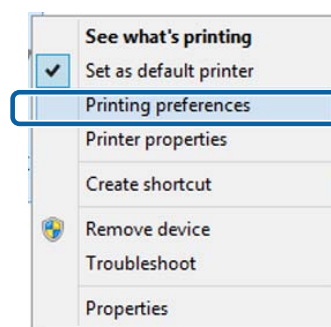 See what's printing
Set as default printer
Printing preferences
Printer properties
Create shortcut
Remove device
Troubleshoot
Properties